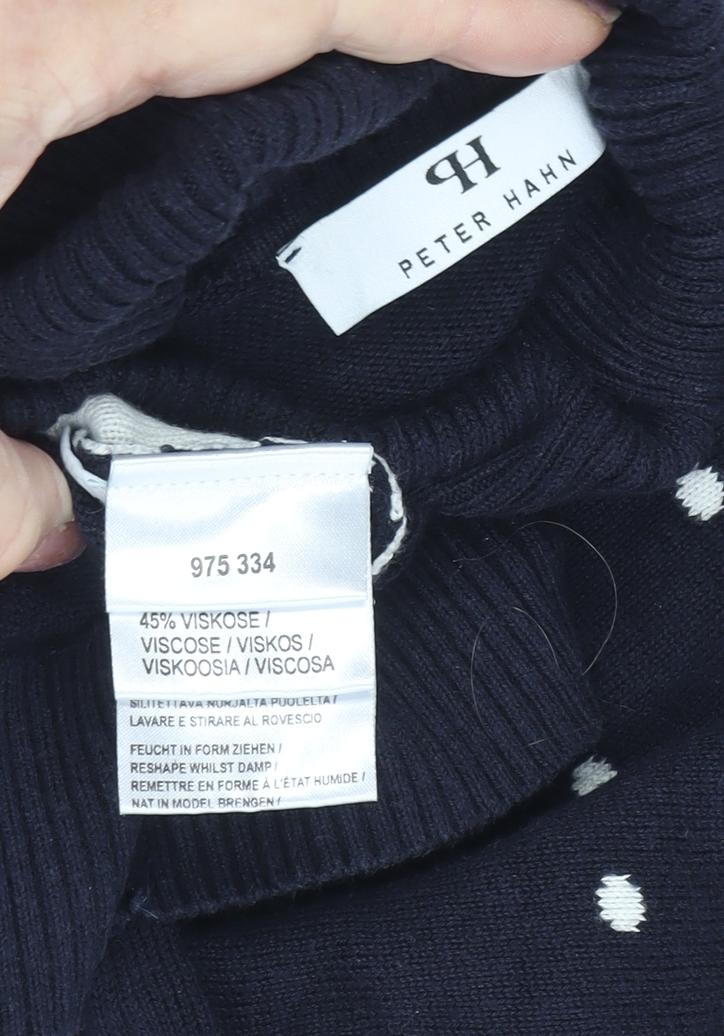 PH
PETER HAHN
975 334
45% VISKOSE /
VISCOSE / VISKOS /
VISKOOSIA / VISCOSA
SILITETTAVA NURJALTA PUOLELTA /
LAVARE E STIRARE AL ROVESCIO
FEUCHT IN FORM ZIEHEN /
RESHAPE WHILST DAMP /
REMETTRE EN FORME À L'ÉTAT HUMIDE /
NAT IN MODEL BRENGEN /